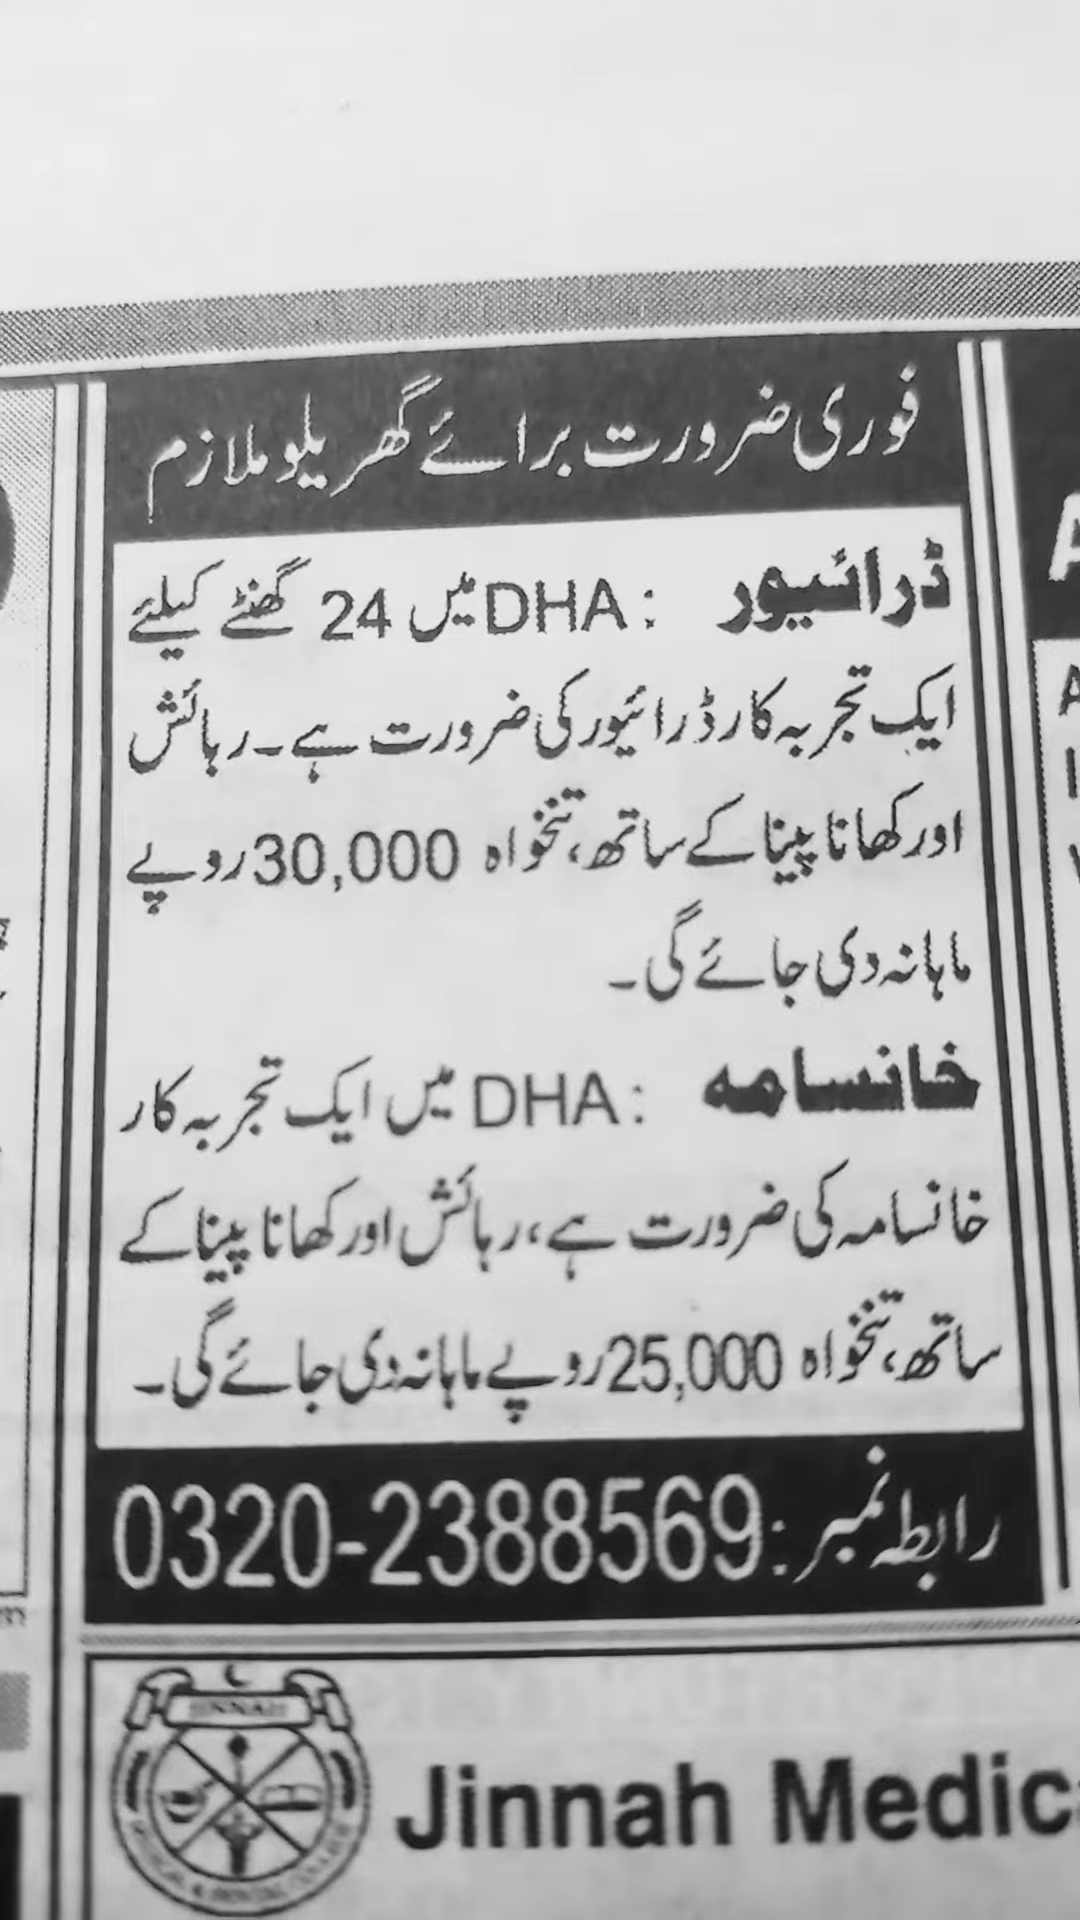 فوری ضرورت برائے گھریلو ملازم
ڈرائیور : DHA میں 24 گھنٹے کیلئے
ایک تجربہ کار ڈرائیور کی ضرورت ہے۔ رہائش
اور کھانا پینا کے ساتھ، تنخواہ 30,000 روپے
ماہانہ دی جائے گی۔
خانسامہ : DHA میں ایک تجربہ کار
خانسامہ کی ضرورت ہے، رہائش اور کھانا پینا کے
ساتھ، تنخواہ 25,000 روپے ماہانہ دی جائے گی۔
رابطہ نمبر: 0320-2388569
JINNAH
Jinnah Medic